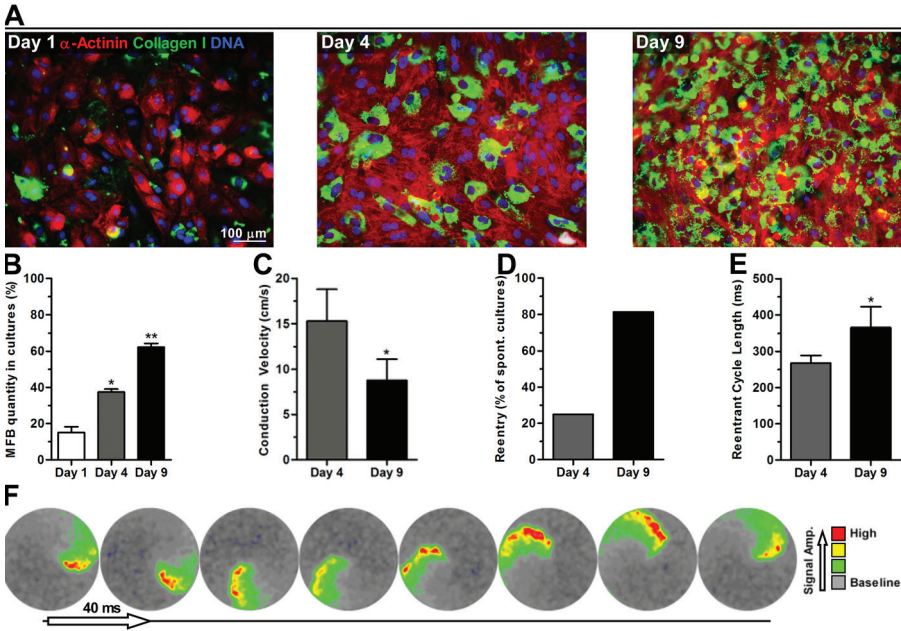 A
Day 1 α-Actinin Collagen I DNA
Day 4
Day 9
100 µm
B
MFB quantity in cultures (%)
100
80
60
40
20
0
*
**
Day 1 Day 4 Day 9
C
Conduction Velocity (cm/s)
20
15
10
5
0
*
Day 4 Day 9
D
Reentry (% of spont. cultures)
100
80
60
40
20
0
Day 4 Day 9
E
Reentrant Cycle Length (ms)
500
400
300
200
100
0
*
Day 4 Day 9
F
40 ms
Signal Amp.
High
Baseline